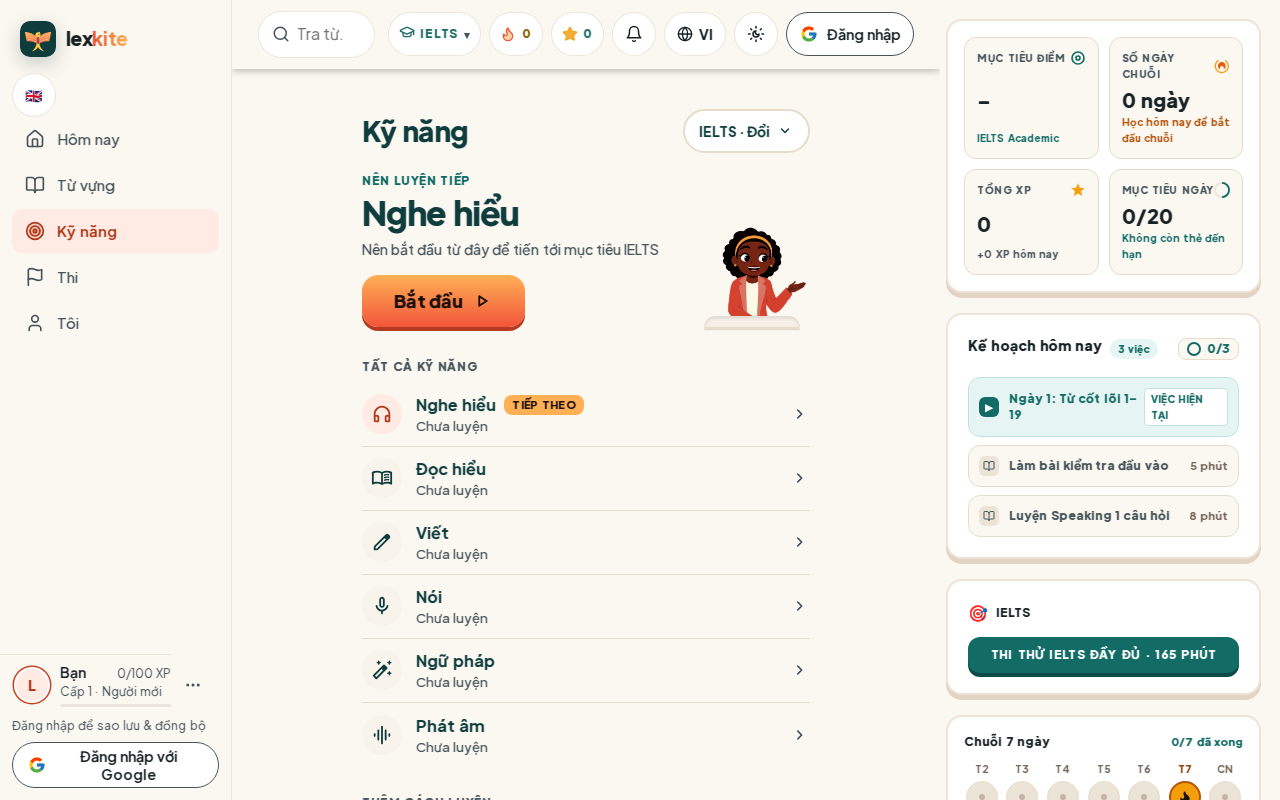 lexkite
Hôm nay
Từ vựng
Kỹ năng
Thi
Tôi
L
Bạn
0/100 XP
Cấp 1 · Người mới
Đăng nhập để sao lưu & đồng bộ
Đăng nhập với
Google
Tra từ.
IELTS
0
0
VI
Đăng nhập
Kỹ năng
IELTS · Đổi
NÊN LUYỆN TIẾP
Nghe hiểu
Nên bắt đầu từ đây để tiến tới mục tiêu IELTS
Bắt đầu
TẤT CẢ KỸ NĂNG
Nghe hiểu
TIẾP THEO
Chưa luyện
Đọc hiểu
Chưa luyện
Viết
Chưa luyện
Nói
Chưa luyện
Ngữ pháp
Chưa luyện
Phát âm
Chưa luyện
THÊM CÁCH LUYỆN
MỤC TIÊU ĐIỂM
–
IELTS Academic
SỐ NGÀY
CHUỖI
0 ngày
Học hôm nay để bắt
đầu chuỗi
TỔNG XP
0
+0 XP hôm nay
MỤC TIÊU NGÀY
0/20
Không còn thẻ đến
hạn
Kế hoạch hôm nay
3 việc
0/3
Ngày 1: Từ cốt lõi 1–
19
VIỆC HIỆN
TẠI
Làm bài kiểm tra đầu vào
5 phút
Luyện Speaking 1 câu hỏi
8 phút
IELTS
THI THỬ IELTS ĐẦY ĐỦ · 165 PHÚT
Chuỗi 7 ngày
0/7 đã xong
T2 T3 T4 T5 T6 T7 CN